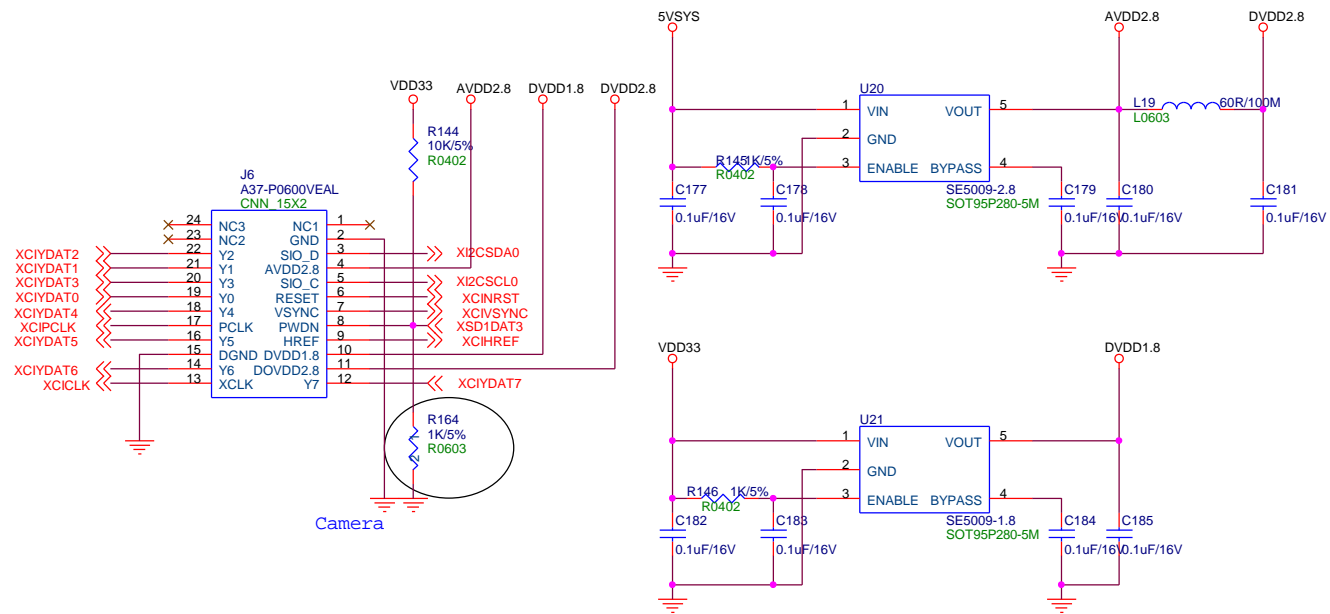 5VSYS
AVDD2.8
DVDD2.8
VDD33
AVDD2.8
DVDD1.8
DVDD2.8
R144
10K/5%
R0402
U20
1
VIN
VOUT
5
2
GND
3
ENABLE
BYPASS
4
L19
60R/100M
L0603
R145
1K/5%
R0402
SE5009-2.8
SOT95P280-5M
C177
0.1uF/16V
C178
0.1uF/16V
C179
0.1uF/16V
C180
0.1uF/16V
C181
0.1uF/16V
J6
A37-P0600VEAL
CNN_15X2
24 NC3 NC1 1
23 NC2 GND 2
XCIYDAT2 22 Y2 SIO_D 3 XI2CSDA0
XCIYDAT1 21 Y1 AVDD2.8 4
XCIYDAT3 20 Y3 SIO_C 5 XI2CSCL0
XCIYDAT0 19 Y0 RESET 6 XCINRST
XCIYDAT4 18 Y4 VSYNC 7 XCIVSYNC
XCIPCLK 17 PCLK PWDN 8 XSD1DAT3
XCIYDAT5 16 Y5 HREF 9 XCIHREF
15 DGND DVDD1.8 10
XCIYDAT6 14 Y6 DOVDD2.8 11
XCICLK 13 XCLK Y7 12 XCIYDAT7
R164
1K/5%
R0603
1
2
Camera
VDD33
DVDD1.8
U21
1
VIN
VOUT
5
2
GND
3
ENABLE
BYPASS
4
R146
1K/5%
R0402
SE5009-1.8
SOT95P280-5M
C182
0.1uF/16V
C183
0.1uF/16V
C184
0.1uF/16V
C185
0.1uF/16V